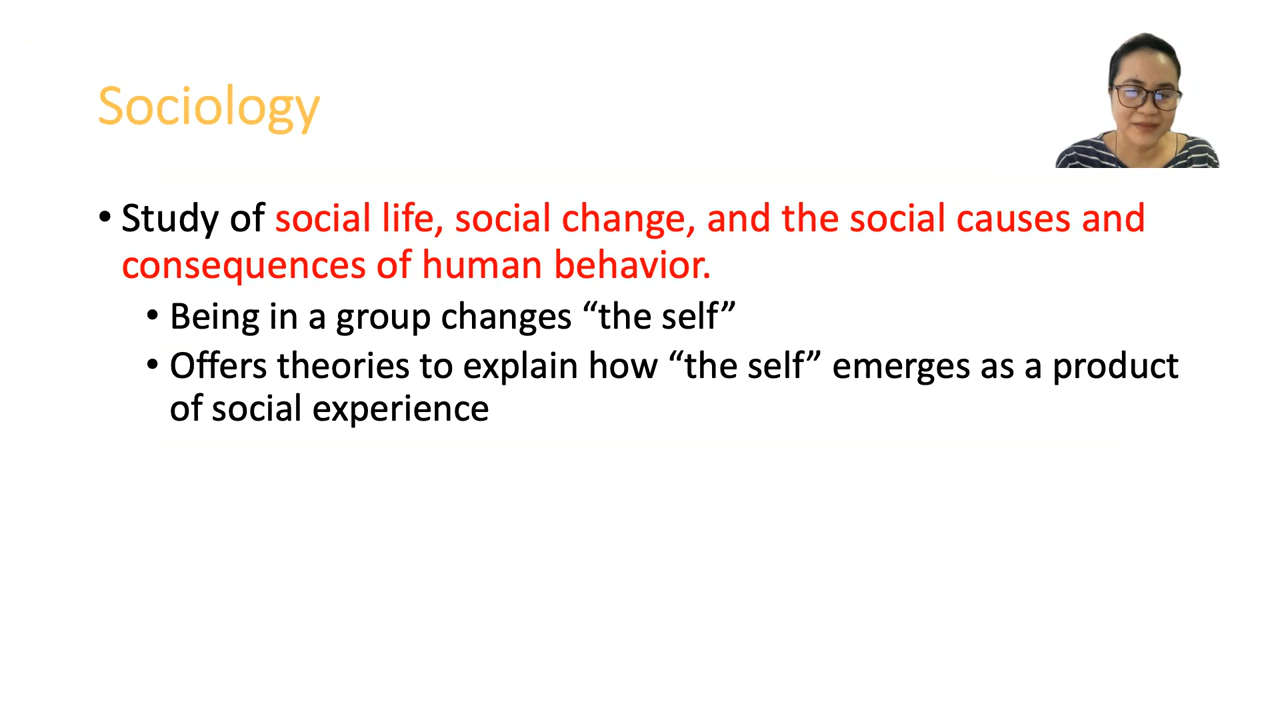 Sociology
• Study of social life, social change, and the social causes and
consequences of human behavior.
• Being in a group changes “the self”
• Offers theories to explain how “the self” emerges as a product
of social experience